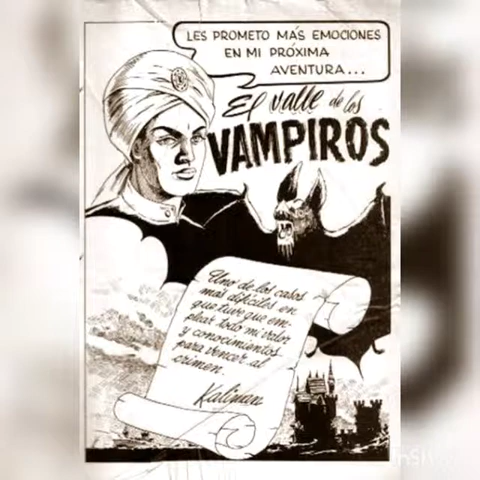 LES PROMETO MÁS EMOCIONES
EN MI PRÓXIMA
AVENTURA...
El valle de los
VAMPIROS
Uno de los casos
más difíciles en
que tuve que em-
plear todo mi valor
y conocimientos
para vencer al
crimen.
Kaliman